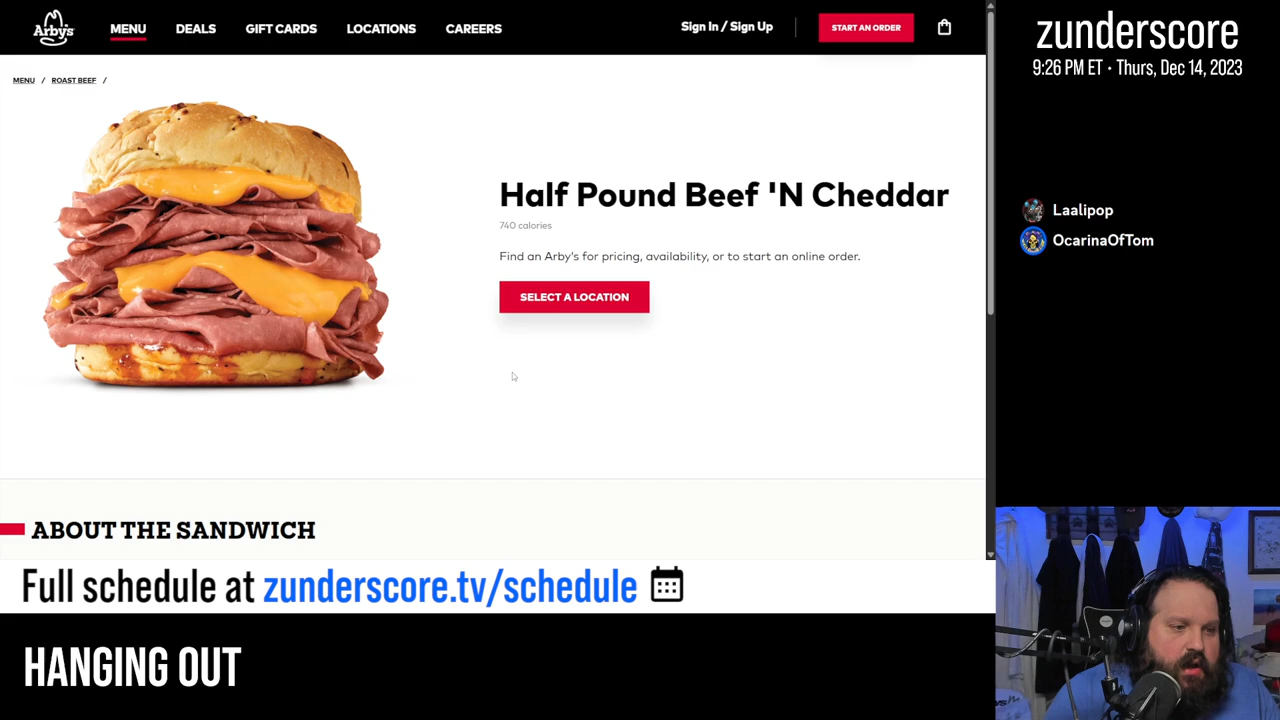 Arby's
MENU
DEALS
GIFT CARDS
LOCATIONS
CAREERS
Sign In / Sign Up
START AN ORDER
MENU / ROAST BEEF /
Half Pound Beef 'N Cheddar
740 calories
Find an Arby's for pricing, availability, or to start an online order.
SELECT A LOCATION
ABOUT THE SANDWICH
Full schedule at zunderscore.tv/schedule
HANGING OUT
zunderscore
9:26 PM ET • Thurs, Dec 14, 2023
Laalipop
OcarinaOfTom